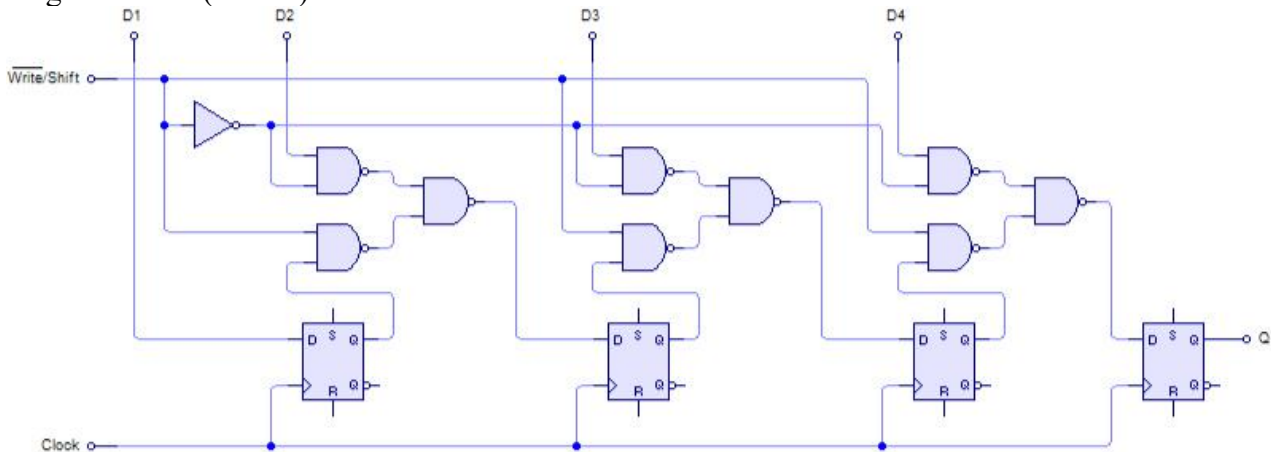 D1 D2 D3 D4
Write/Shift
D S Q
R Q
D S Q
R Q
D S Q
R Q
D S Q
R Q
Q
Clock